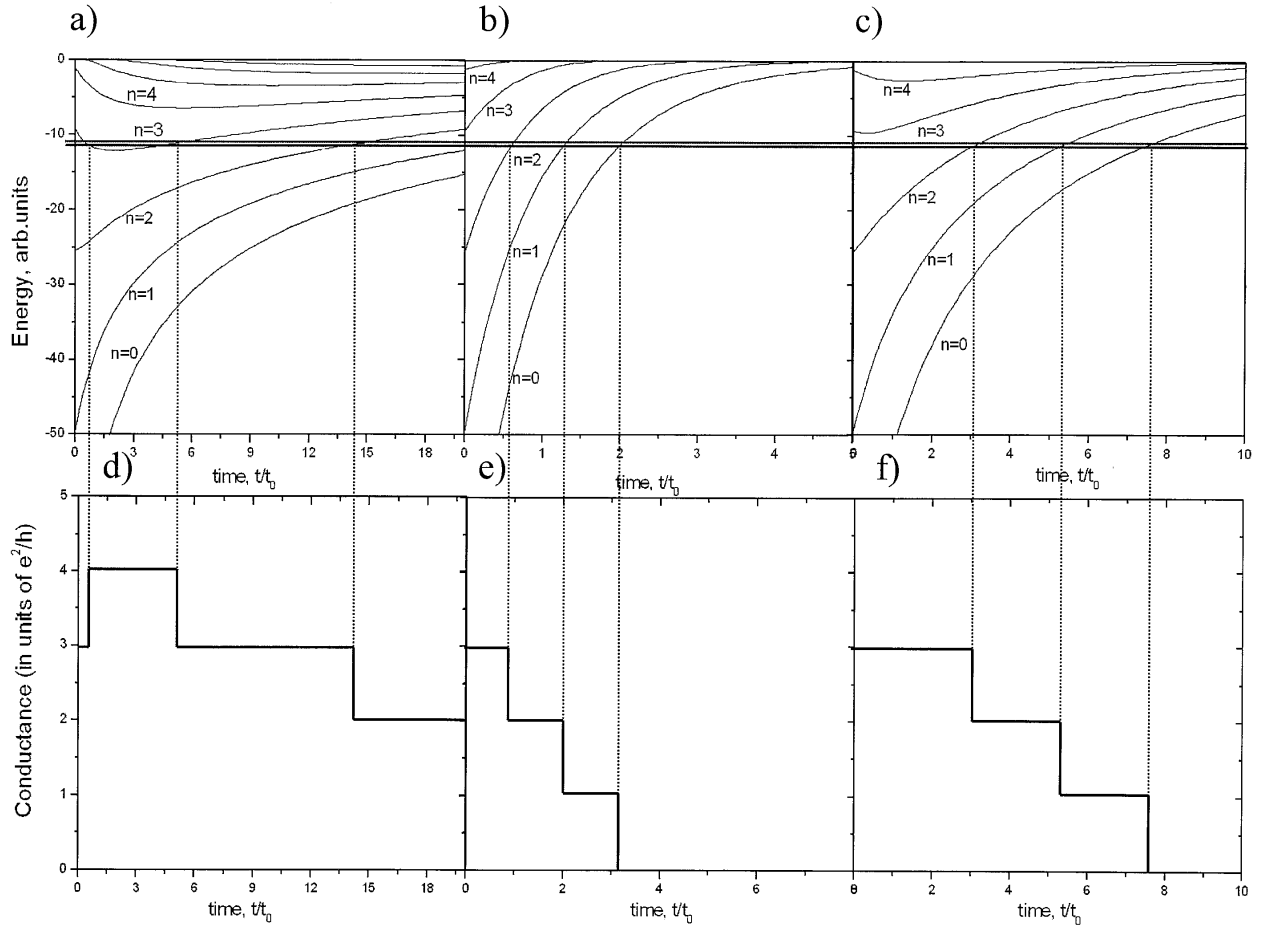 a) b) c)
0
-10
-20
-30
-40
-50
Energy, arb.units
n=4
n=3
n=2
n=1
n=0
n=4
n=3
n=2
n=1
n=0
n=4
n=3
n=2
n=1
n=0
0 3 6 9 12 15 18
1 2 3 4
0 2 4 6 8 10
time, t/t0
time, t/t0
time, t/t0
d) e) f)
5
4
3
2
1
0
Conductance (in units of e²/h)
0 3 6 9 12 15 18
0 2 4 6
2 4 6 8 10
time, t/t0
time, t/t0
time, t/t0